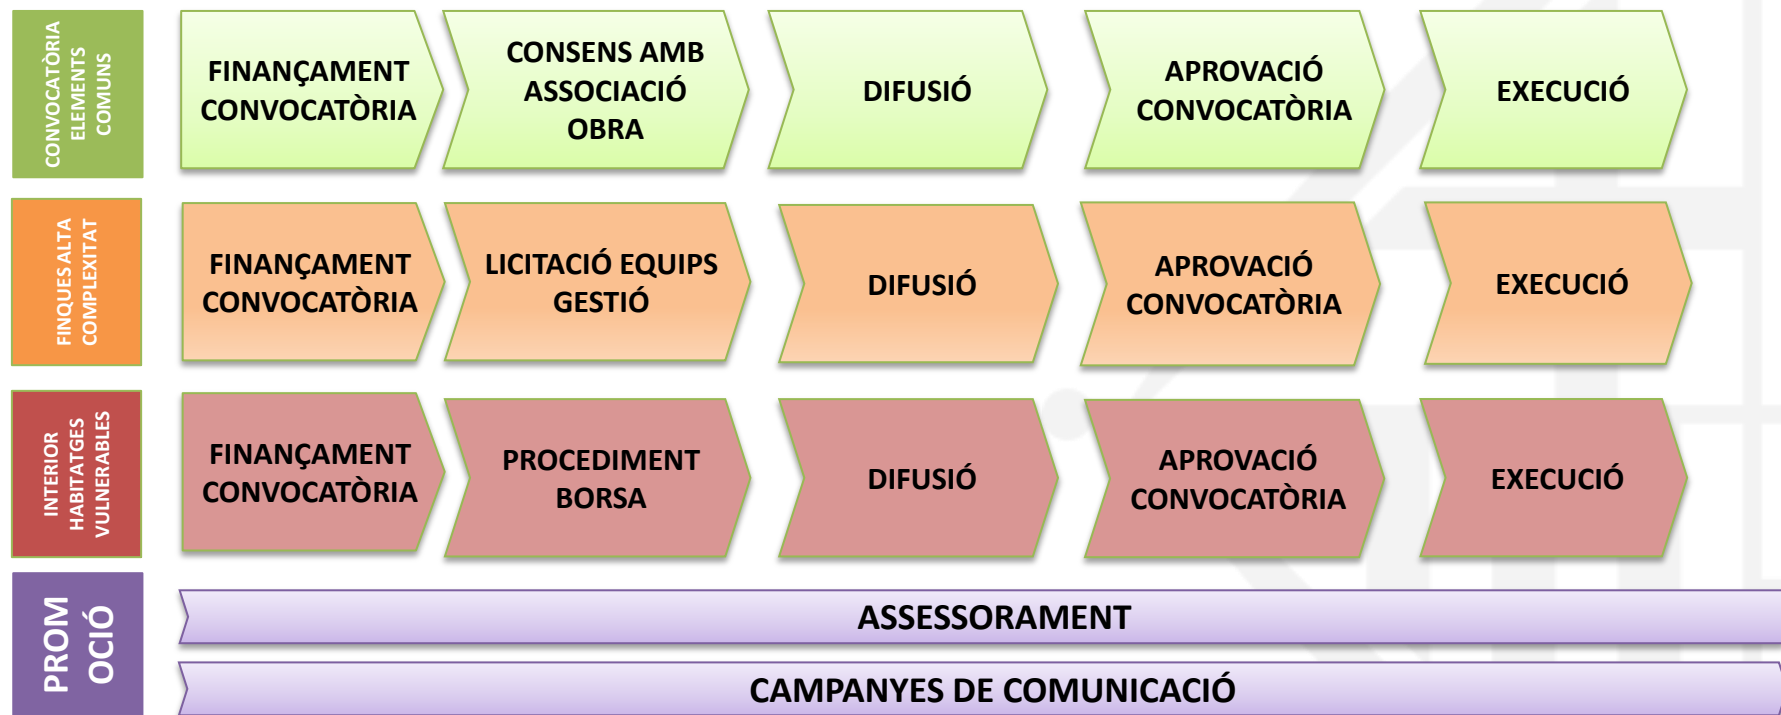 CONVOCATÒRIA
ELEMENTS
COMUNS
FINANÇAMENT
CONVOCATÒRIA
CONSENS AMB
ASSOCIACIÓ
OBRA
DIFUSIÓ
APROVACIÓ
CONVOCATÒRIA
EXECUCIÓ
FINQUES ALTA
COMPLEXITAT
FINANÇAMENT
CONVOCATÒRIA
LICITACIÓ EQUIPS
GESTIÓ
DIFUSIÓ
APROVACIÓ
CONVOCATÒRIA
EXECUCIÓ
INTERIOR
HABITATGES
VULNERABLES
FINANÇAMENT
CONVOCATÒRIA
PROCEDIMENT
BORSA
DIFUSIÓ
APROVACIÓ
CONVOCATÒRIA
EXECUCIÓ
PROM
OCIÓ
ASSESSORAMENT
CAMPANYES DE COMUNICACIÓ